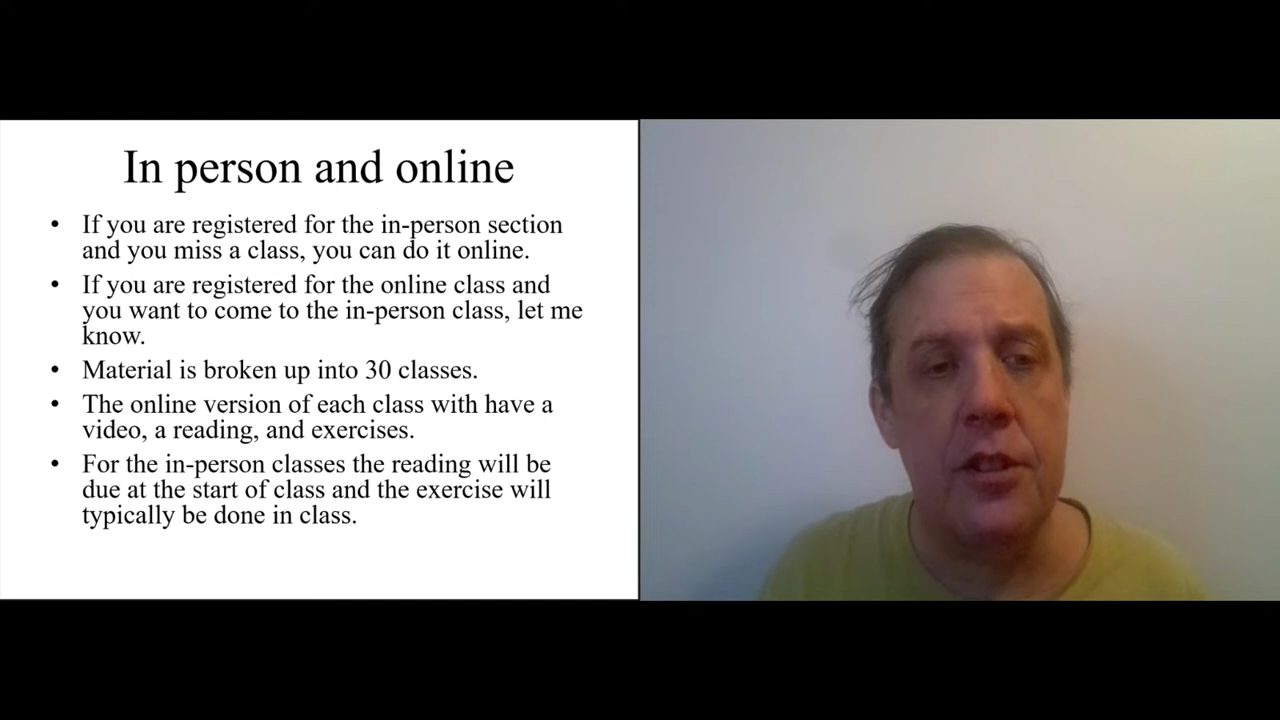 In person and online
• If you are registered for the in-person section
and you miss a class, you can do it online.
• If you are registered for the online class and
you want to come to the in-person class, let me
know.
• Material is broken up into 30 classes.
• The online version of each class with have a
video, a reading, and exercises.
• For the in-person classes the reading will be
due at the start of class and the exercise will
typically be done in class.